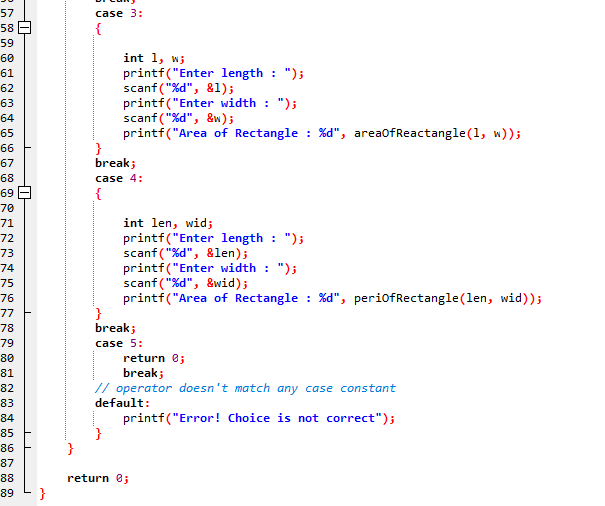 57 case 3:
58 {
59
60 int l, w;
61 printf("Enter length : ");
62 scanf("%d", &l);
63 printf("Enter width : ");
64 scanf("%d", &w);
65 printf("Area of Rectangle : %d", areaOfReactangle(l, w));
66 }
67 break;
68 case 4:
69 {
70
71 int len, wid;
72 printf("Enter length : ");
73 scanf("%d", &len);
74 printf("Enter width : ");
75 scanf("%d", &wid);
76 printf("Area of Rectangle : %d", periOfRectangle(len, wid));
77 }
78 break;
79 case 5:
80 return 0;
81 break;
82 // operator doesn't match any case constant
83 default:
84 printf("Error! Choice is not correct");
85 }
86 }
87
88 return 0;
89 }